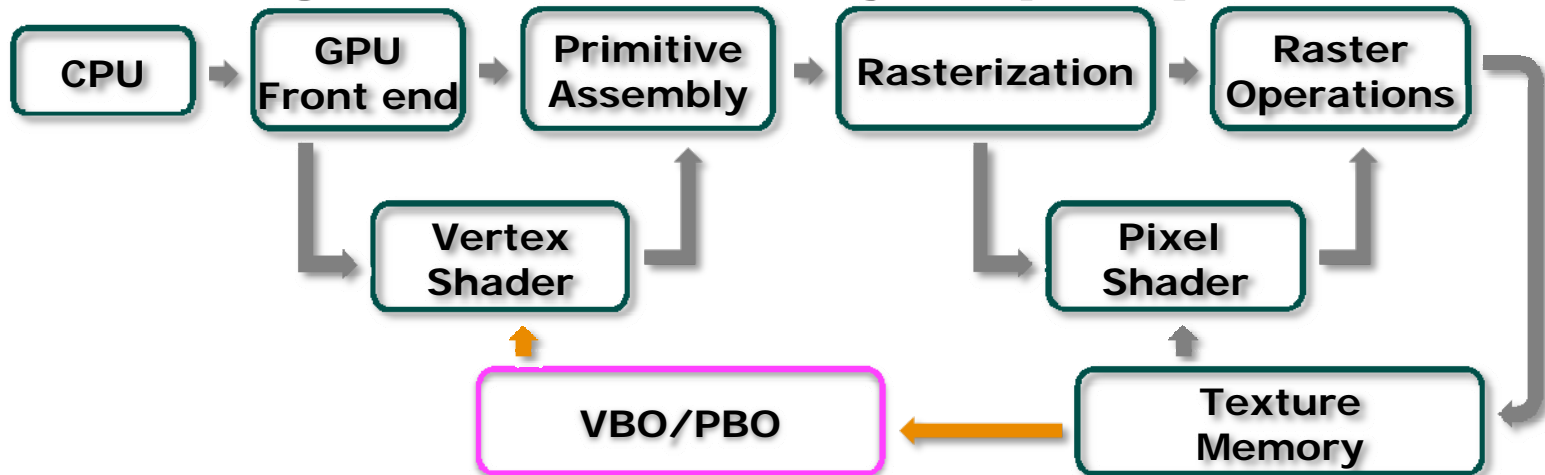 CPU
GPU
Front end
Primitive
Assembly
Rasterization
Raster
Operations
Vertex
Shader
Pixel
Shader
VBO/PBO
Texture
Memory